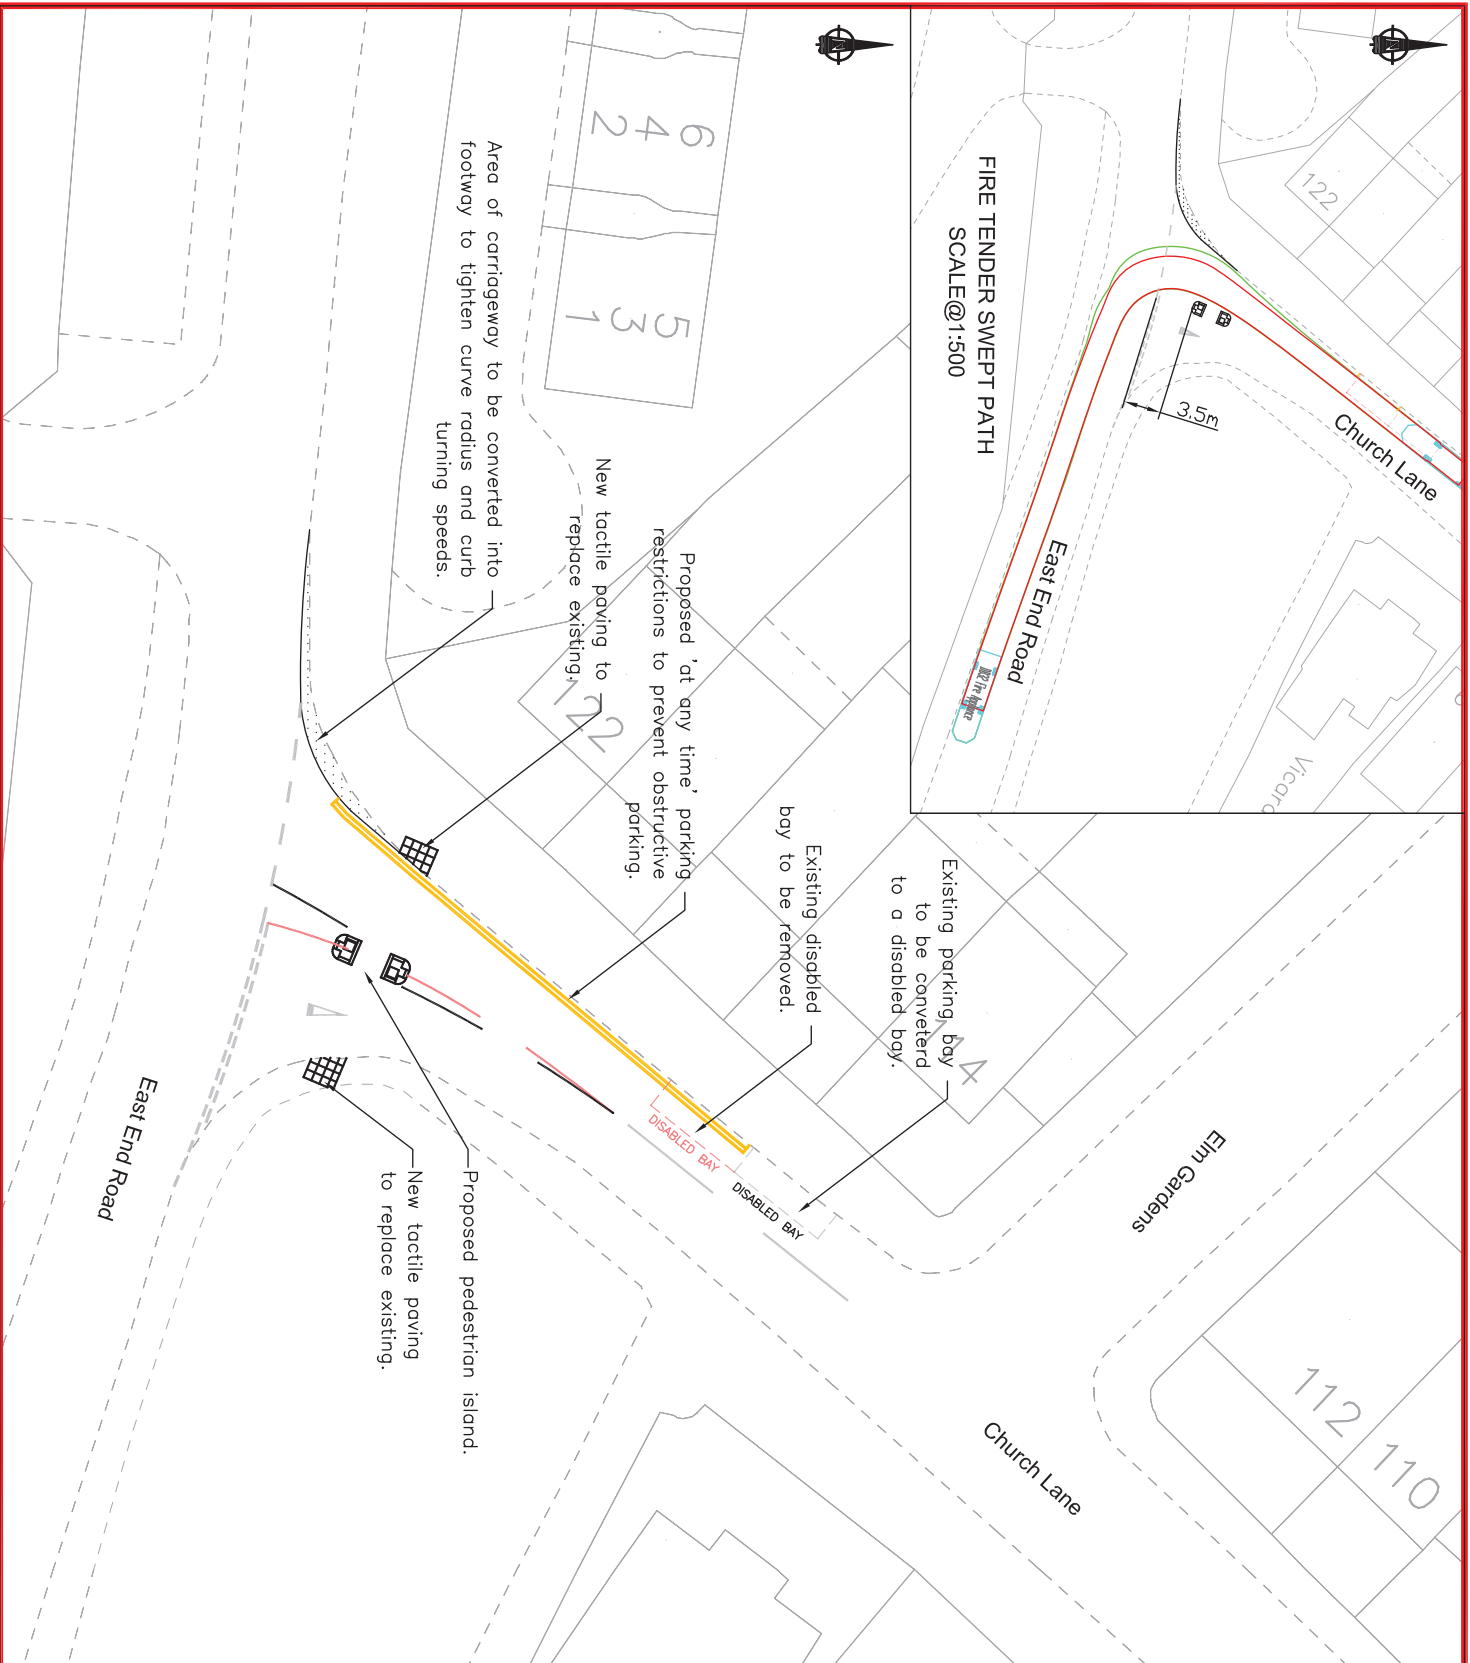 FIRE TENDER SWEPT PATH
SCALE@1:500
122
3.5m
Church Lane
East End Road
DB32 Fire Appliance
Vicara
6 4 2
5 3 1
Area of carriageway to be converted into
footway to tighten curve radius and curb
turning speeds.
New tactile paving to
replace existing.
122
Proposed 'at any time' parking
restrictions to prevent obstructive
parking.
Existing disabled
bay to be removed.
Existing parking bay
to be conveterd
to a disabled bay.
114
DISABLED BAY
DISABLED BAY
Elm Gardens
112
110
Church Lane
Proposed pedestrian island.
New tactile paving
to replace existing.
East End Road